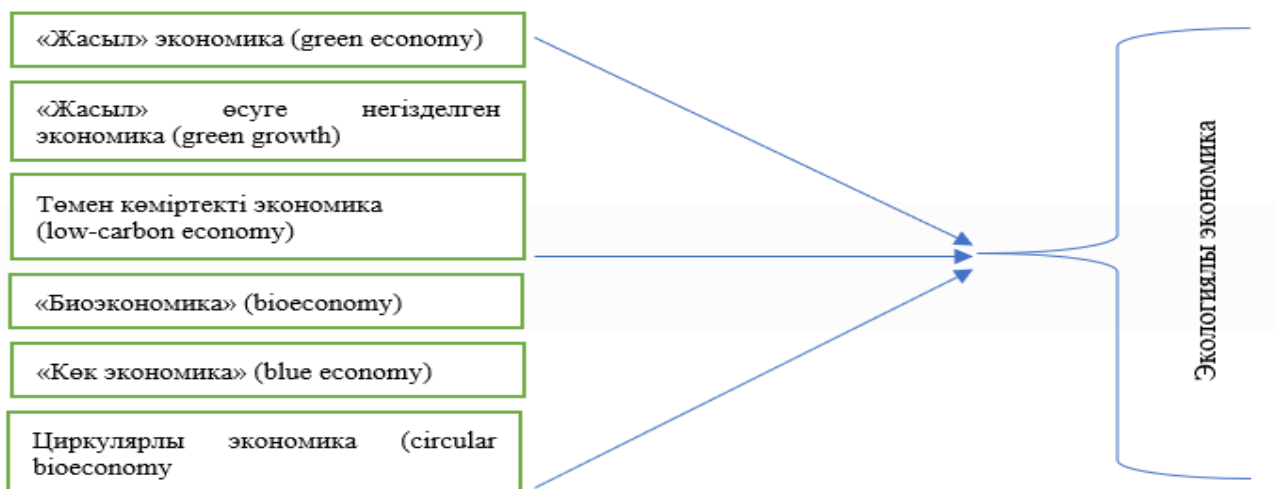 «Жасыл» экономика (green economy)
«Жасыл» өсуге негізделген
экономика (green growth)
Төмен көміртекті экономика
(low-carbon economy)
«Биоэкономика» (bioeconomy)
«Көк экономика» (blue economy)
Циркулярлы экономика (circular
bioeconomy
Экологиялы экономика